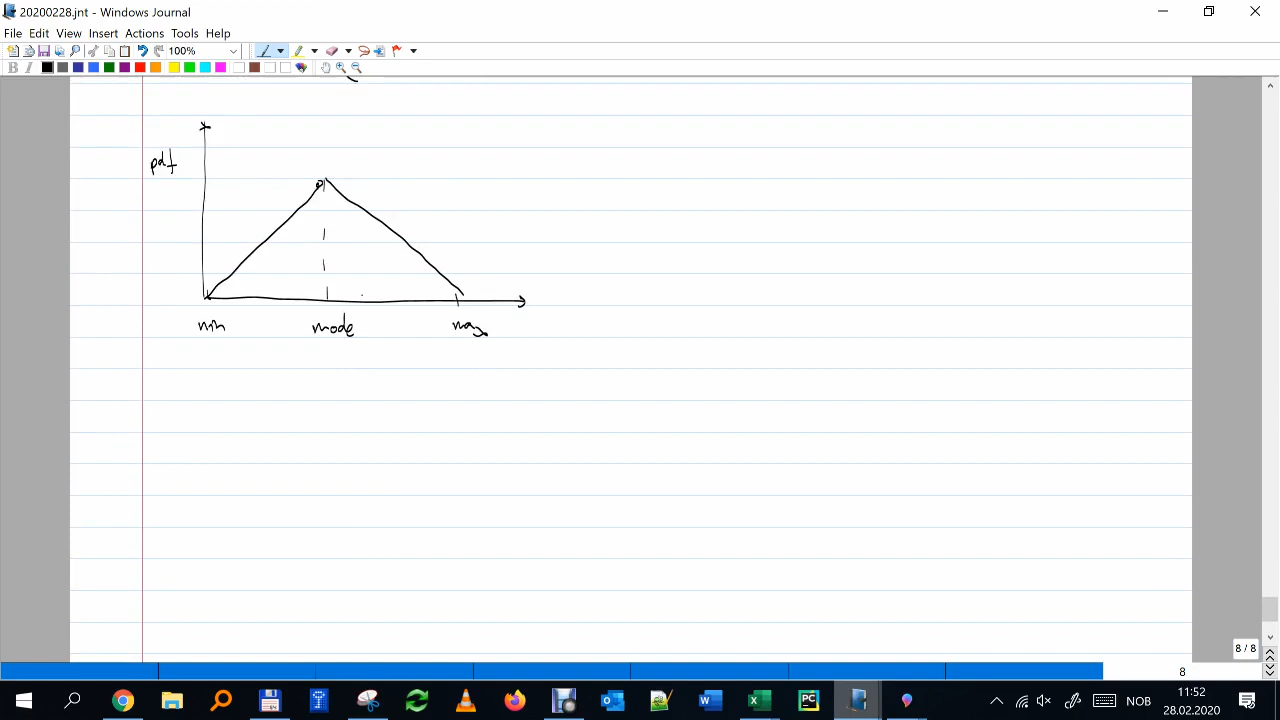 20200228.jnt - Windows Journal
File Edit View Insert Actions Tools Help
100%
B I
pdf
min mode max
8 / 8
8
NOB 11:52
28.02.2020